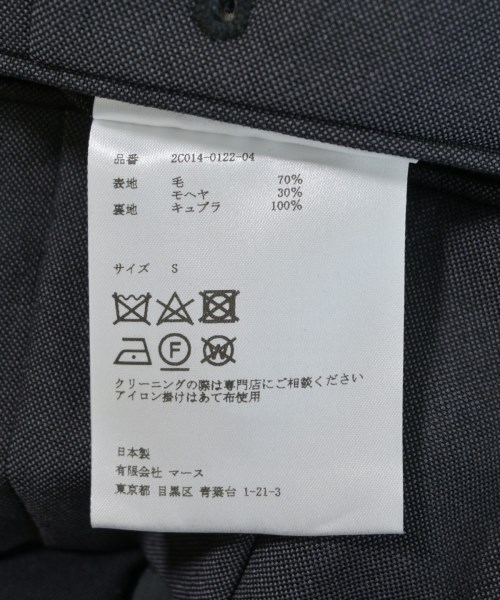 品番 2C014-0122-04
表地 毛 70%
モヘヤ 30%
裏地 キュプラ 100%
サイズ S
F W
クリーニングの際は専門店にご相談ください
アイロン掛けはあて布使用
日本製
有限会社 マース
東京都 目黒区 青葉台 1-21-3